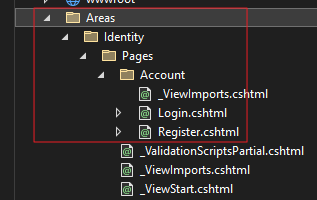 wwwroot
Areas
Identity
Pages
Account
_ViewImports.cshtml
Login.cshtml
Register.cshtml
_ValidationScriptsPartial.cshtml
_ViewImports.cshtml
_ViewStart.cshtml